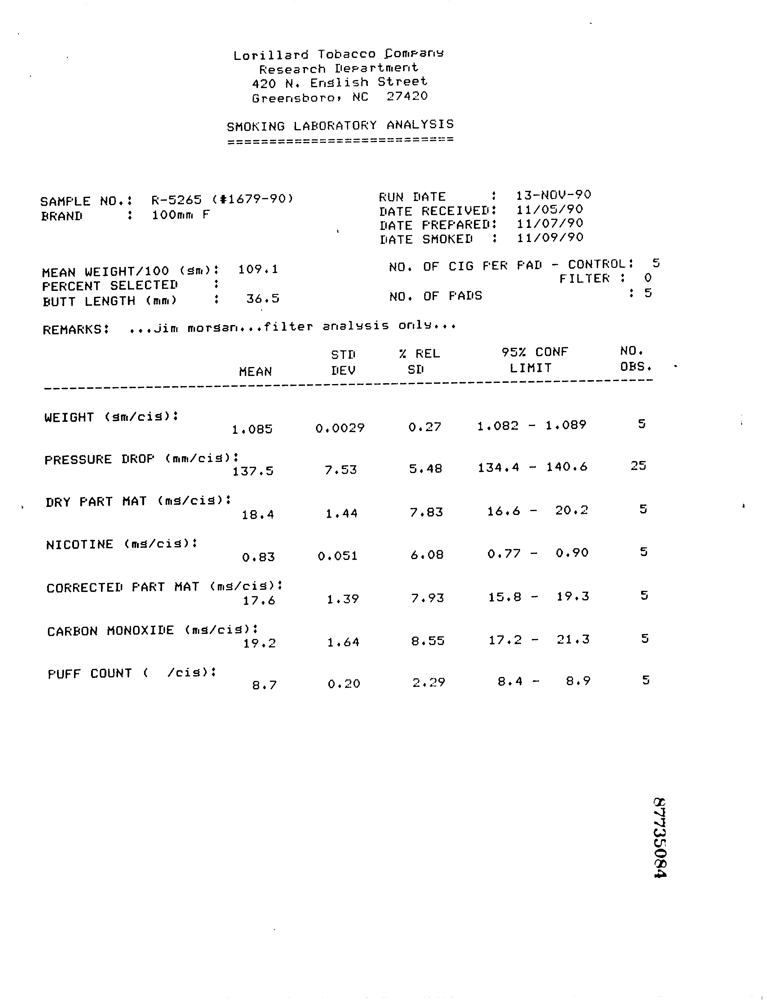 Lorillard Tobacco Company
Research Department
420 N. English Street
Greensboro, NC 27420
SMOKING LABORATORY ANALYSIS
===========================
SAMPLE NO.: R-5265 (#1679-90) RUN DATE : 13-NOV-90
BRAND : 100mm F DATE RECEIVED: 11/05/90
DATE PREPARED: 11/07/90
DATE SMOKED : 11/09/90
MEAN WEIGHT/100 (gm): 109.1 NO. OF CIG PER PAD - CONTROL: 5
PERCENT SELECTED : FILTER : 0
BUTT LENGTH (mm) : 36.5 NO. OF PADS : 5
REMARKS: ...jim morgan...filter analysis only...
STD % REL 95% CONF NO.
MEAN DEV SD LIMIT OBS.
WEIGHT (gm/cig):
1.085 0.0029 0.27 1.082 - 1.089 5
PRESSURE DROP (mm/cig):
137.5 7.53 5.48 134.4 - 140.6 25
DRY PART MAT (mg/cig):
18.4 1.44 7.83 16.6 - 20.2 5
NICOTINE (mg/cig):
0.83 0.051 6.08 0.77 - 0.90 5
CORRECTED PART MAT (mg/cig):
17.6 1.39 7.93 15.8 - 19.3 5
CARBON MONOXIDE (mg/cig):
19.2 1.64 8.55 17.2 - 21.3 5
PUFF COUNT ( /cig):
8.7 0.20 2.29 8.4 - 8.9 5
87735084